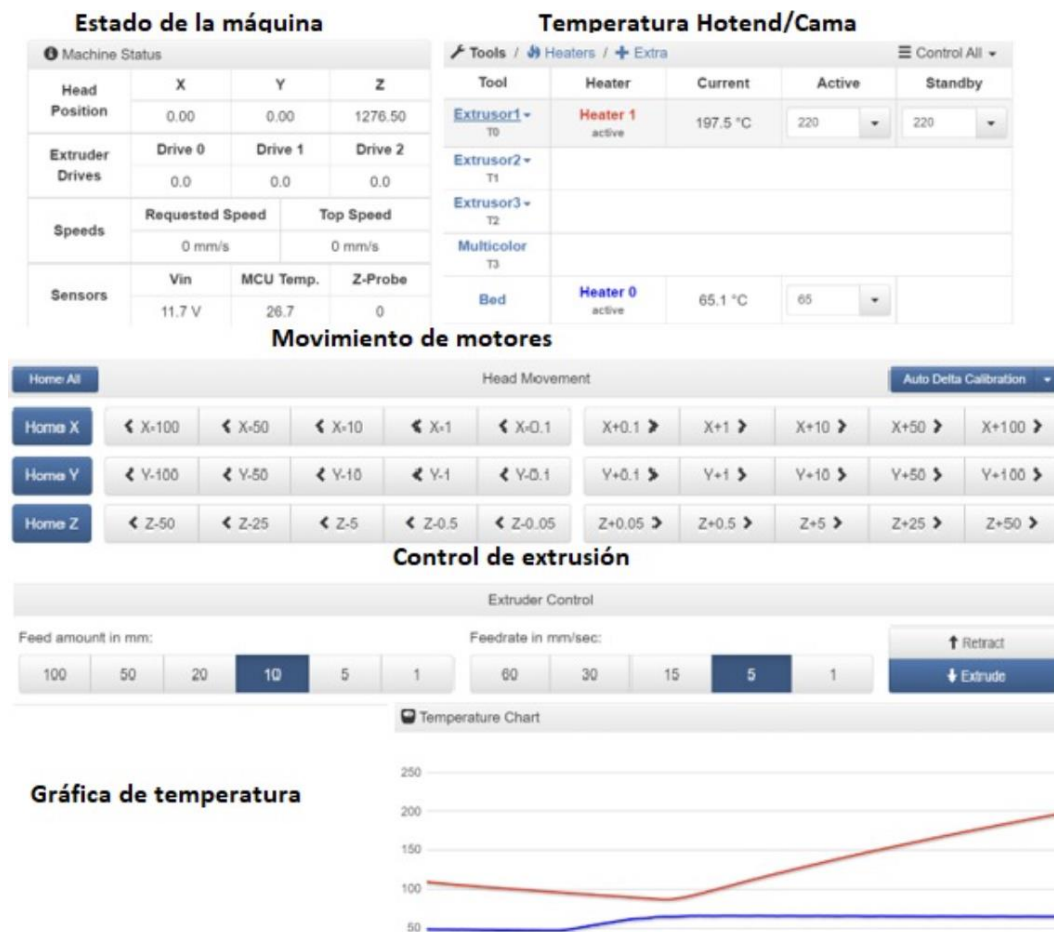 Estado de la máquina
Machine Status
Head Position X Y Z
0.00 0.00 1276.50
Extruder Drives Drive 0 Drive 1 Drive 2
0.0 0.0 0.0
Speeds Requested Speed Top Speed
0 mm/s 0 mm/s
Sensors Vin MCU Temp. Z-Probe
11.7 V 26.7 0
Temperatura Hotend/Cama
Tools / Heaters / + Extra Control All
Tool Heater Current Active Standby
Extrusor1 Heater 1 197.5 °C 220 220
T0 active
Extrusor2
T1
Extrusor3
T2
Multicolor
T3
Bed Heater 0 65.1 °C 65
active
Movimiento de motores
Home All Head Movement Auto Delta Calibration
Home X X-100 X-50 X-10 X-1 X-0.1 X+0.1 X+1 X+10 X+50 X+100
Home Y Y-100 Y-50 Y-10 Y-1 Y-0.1 Y+0.1 Y+1 Y+10 Y+50 Y+100
Home Z Z-50 Z-25 Z-5 Z-0.5 Z-0.05 Z+0.05 Z+0.5 Z+5 Z+25 Z+50
Control de extrusión
Extruder Control
Feed amount in mm: Feedrate in mm/sec:
100 50 20 10 5 1 60 30 15 5 1
Retract
Extrude
Temperature Chart
Gráfica de temperatura
250
200
150
100
50